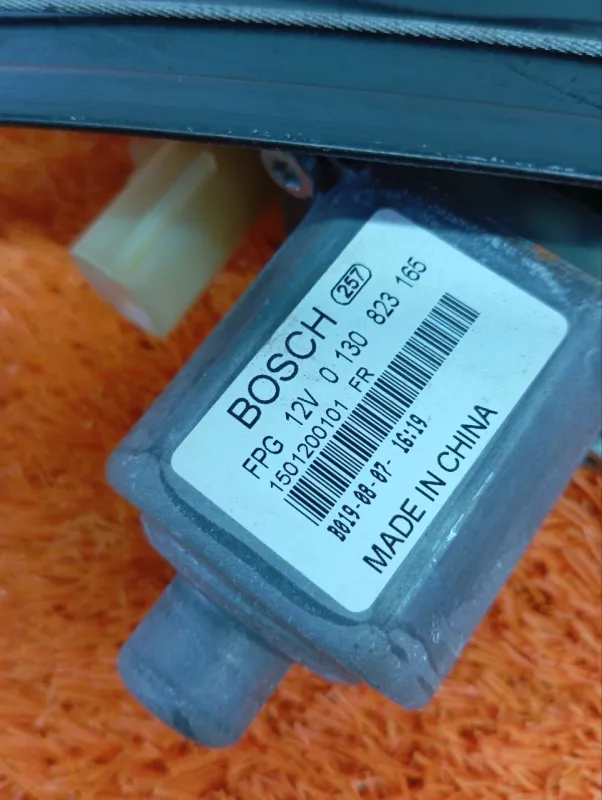 BOSCH 257
FPG 12V 0 130 823 165
1501200101 FR
B019-08-07- 16:19
MADE IN CHINA